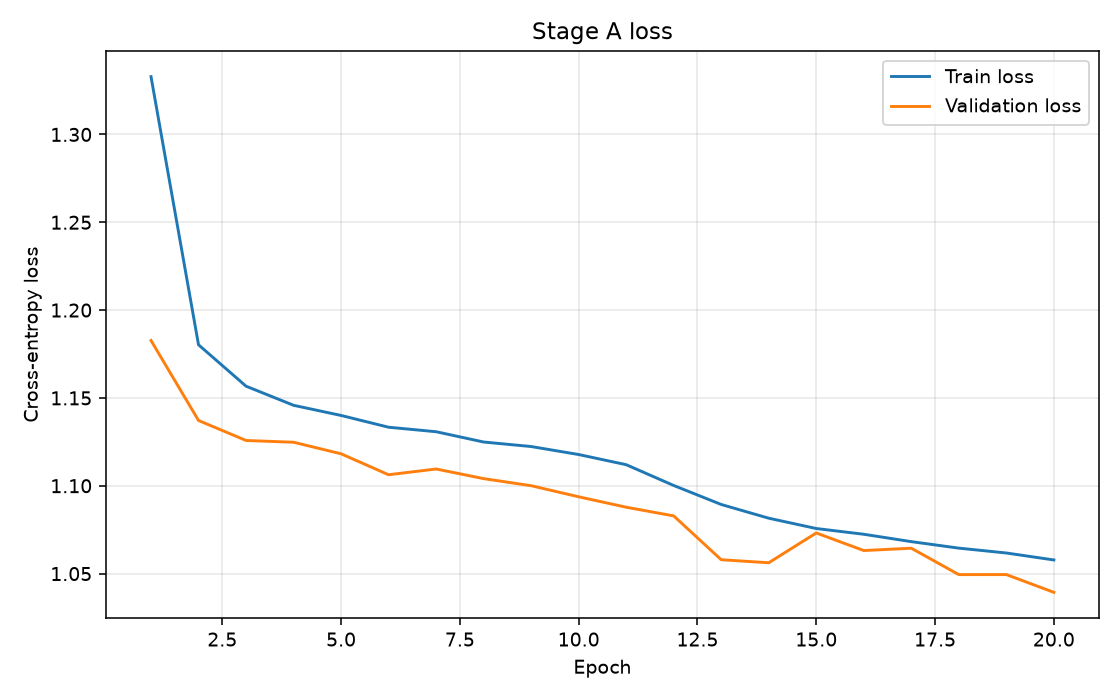 Stage A loss
Train loss
Validation loss
1.30
1.25
1.20
1.15
1.10
1.05
Cross-entropy loss
2.5 5.0 7.5 10.0 12.5 15.0 17.5 20.0
Epoch